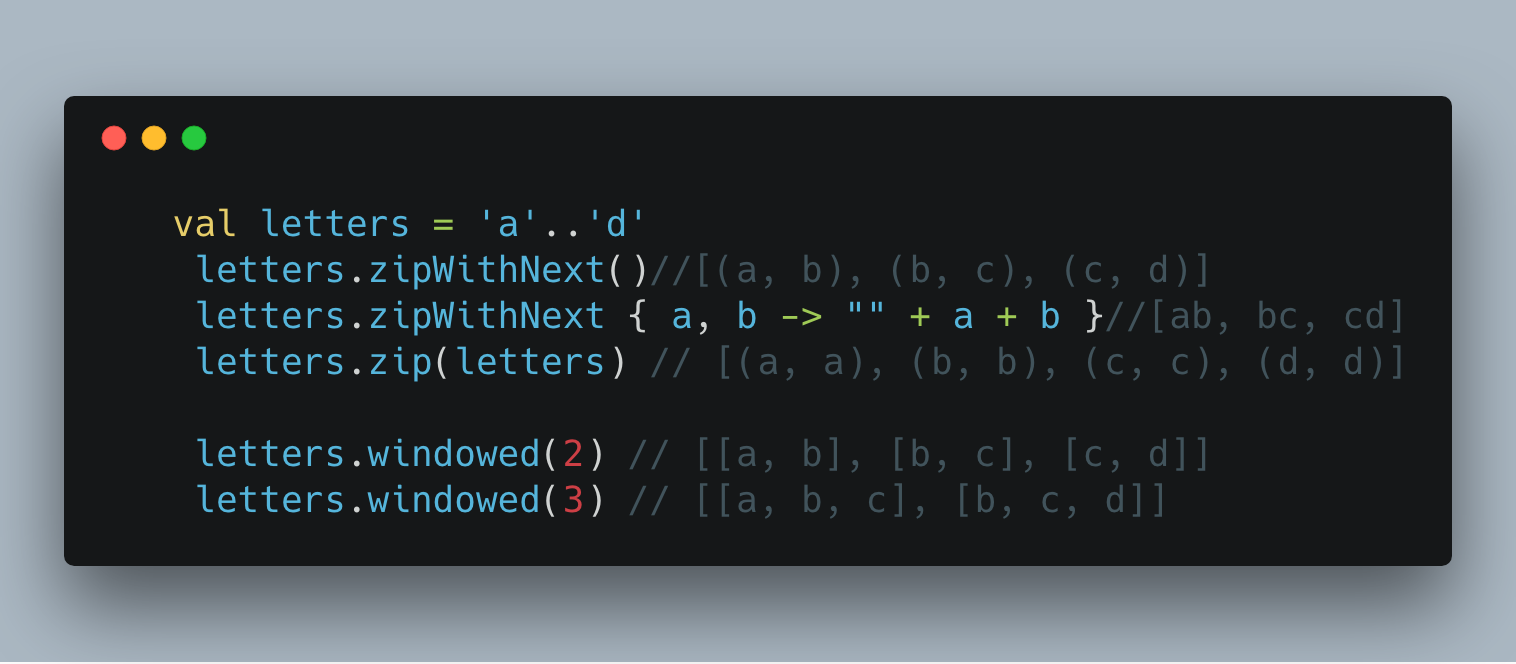 val letters = 'a'..'d'
letters.zipWithNext()//[(a, b), (b, c), (c, d)]
letters.zipWithNext { a, b -> "" + a + b }//[ab, bc, cd]
letters.zip(letters) // [(a, a), (b, b), (c, c), (d, d)]
letters.windowed(2) // [[a, b], [b, c], [c, d]]
letters.windowed(3) // [[a, b, c], [b, c, d]]